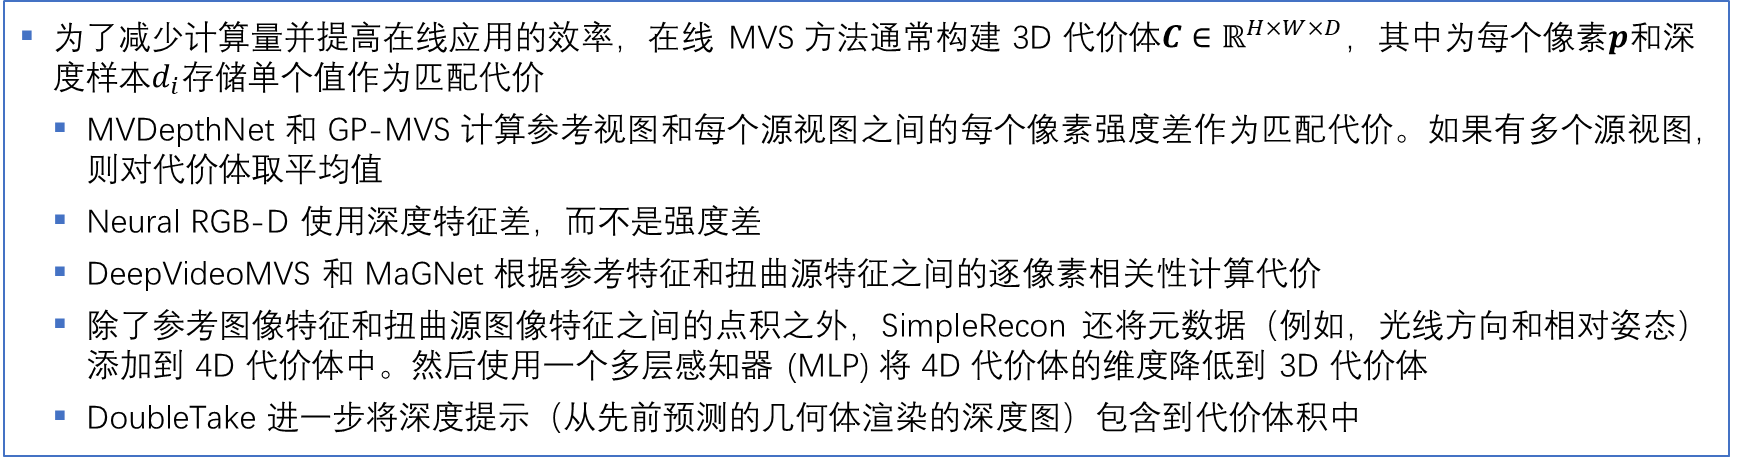 ▪ 为了减少计算量并提高在线应用的效率，在线 MVS 方法通常构建 3D 代价体𝑪 ∈ ℝ^{H×W×D}，其中为每个像素𝒑和深
度样本𝑑ᵢ存储单个值作为匹配代价
▪ MVDepthNet 和 GP-MVS 计算参考视图和每个源视图之间的每个像素强度差作为匹配代价。如果有多个源视图，
则对代价体取平均值
▪ Neural RGB-D 使用深度特征差，而不是强度差
▪ DeepVideoMVS 和 MaGNet 根据参考特征和扭曲源特征之间的逐像素相关性计算代价
▪ 除了参考图像特征和扭曲源图像特征之间的点积之外，SimpleRecon 还将元数据（例如，光线方向和相对姿态）
添加到 4D 代价体中。然后使用一个多层感知器 (MLP) 将 4D 代价体的维度降低到 3D 代价体
▪ DoubleTake 进一步将深度提示（从先前预测的几何体渲染的深度图）包含到代价体积中